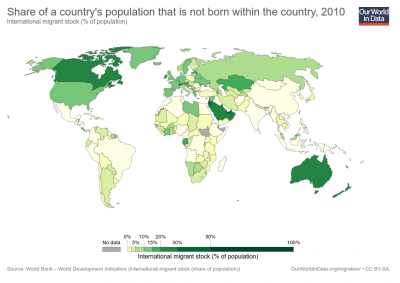 Share of a country's population that is not born within the country, 2010
International migrant stock (% of population)
Our World
in Data
No data
0%
5%
10%
15%
20%
30%
50%
100%
International migrant stock (% of population)
Source: World Bank – World Development Indicators (International migrant stock (share of population))
OurWorldInData.org/migration/ • CC BY-SA